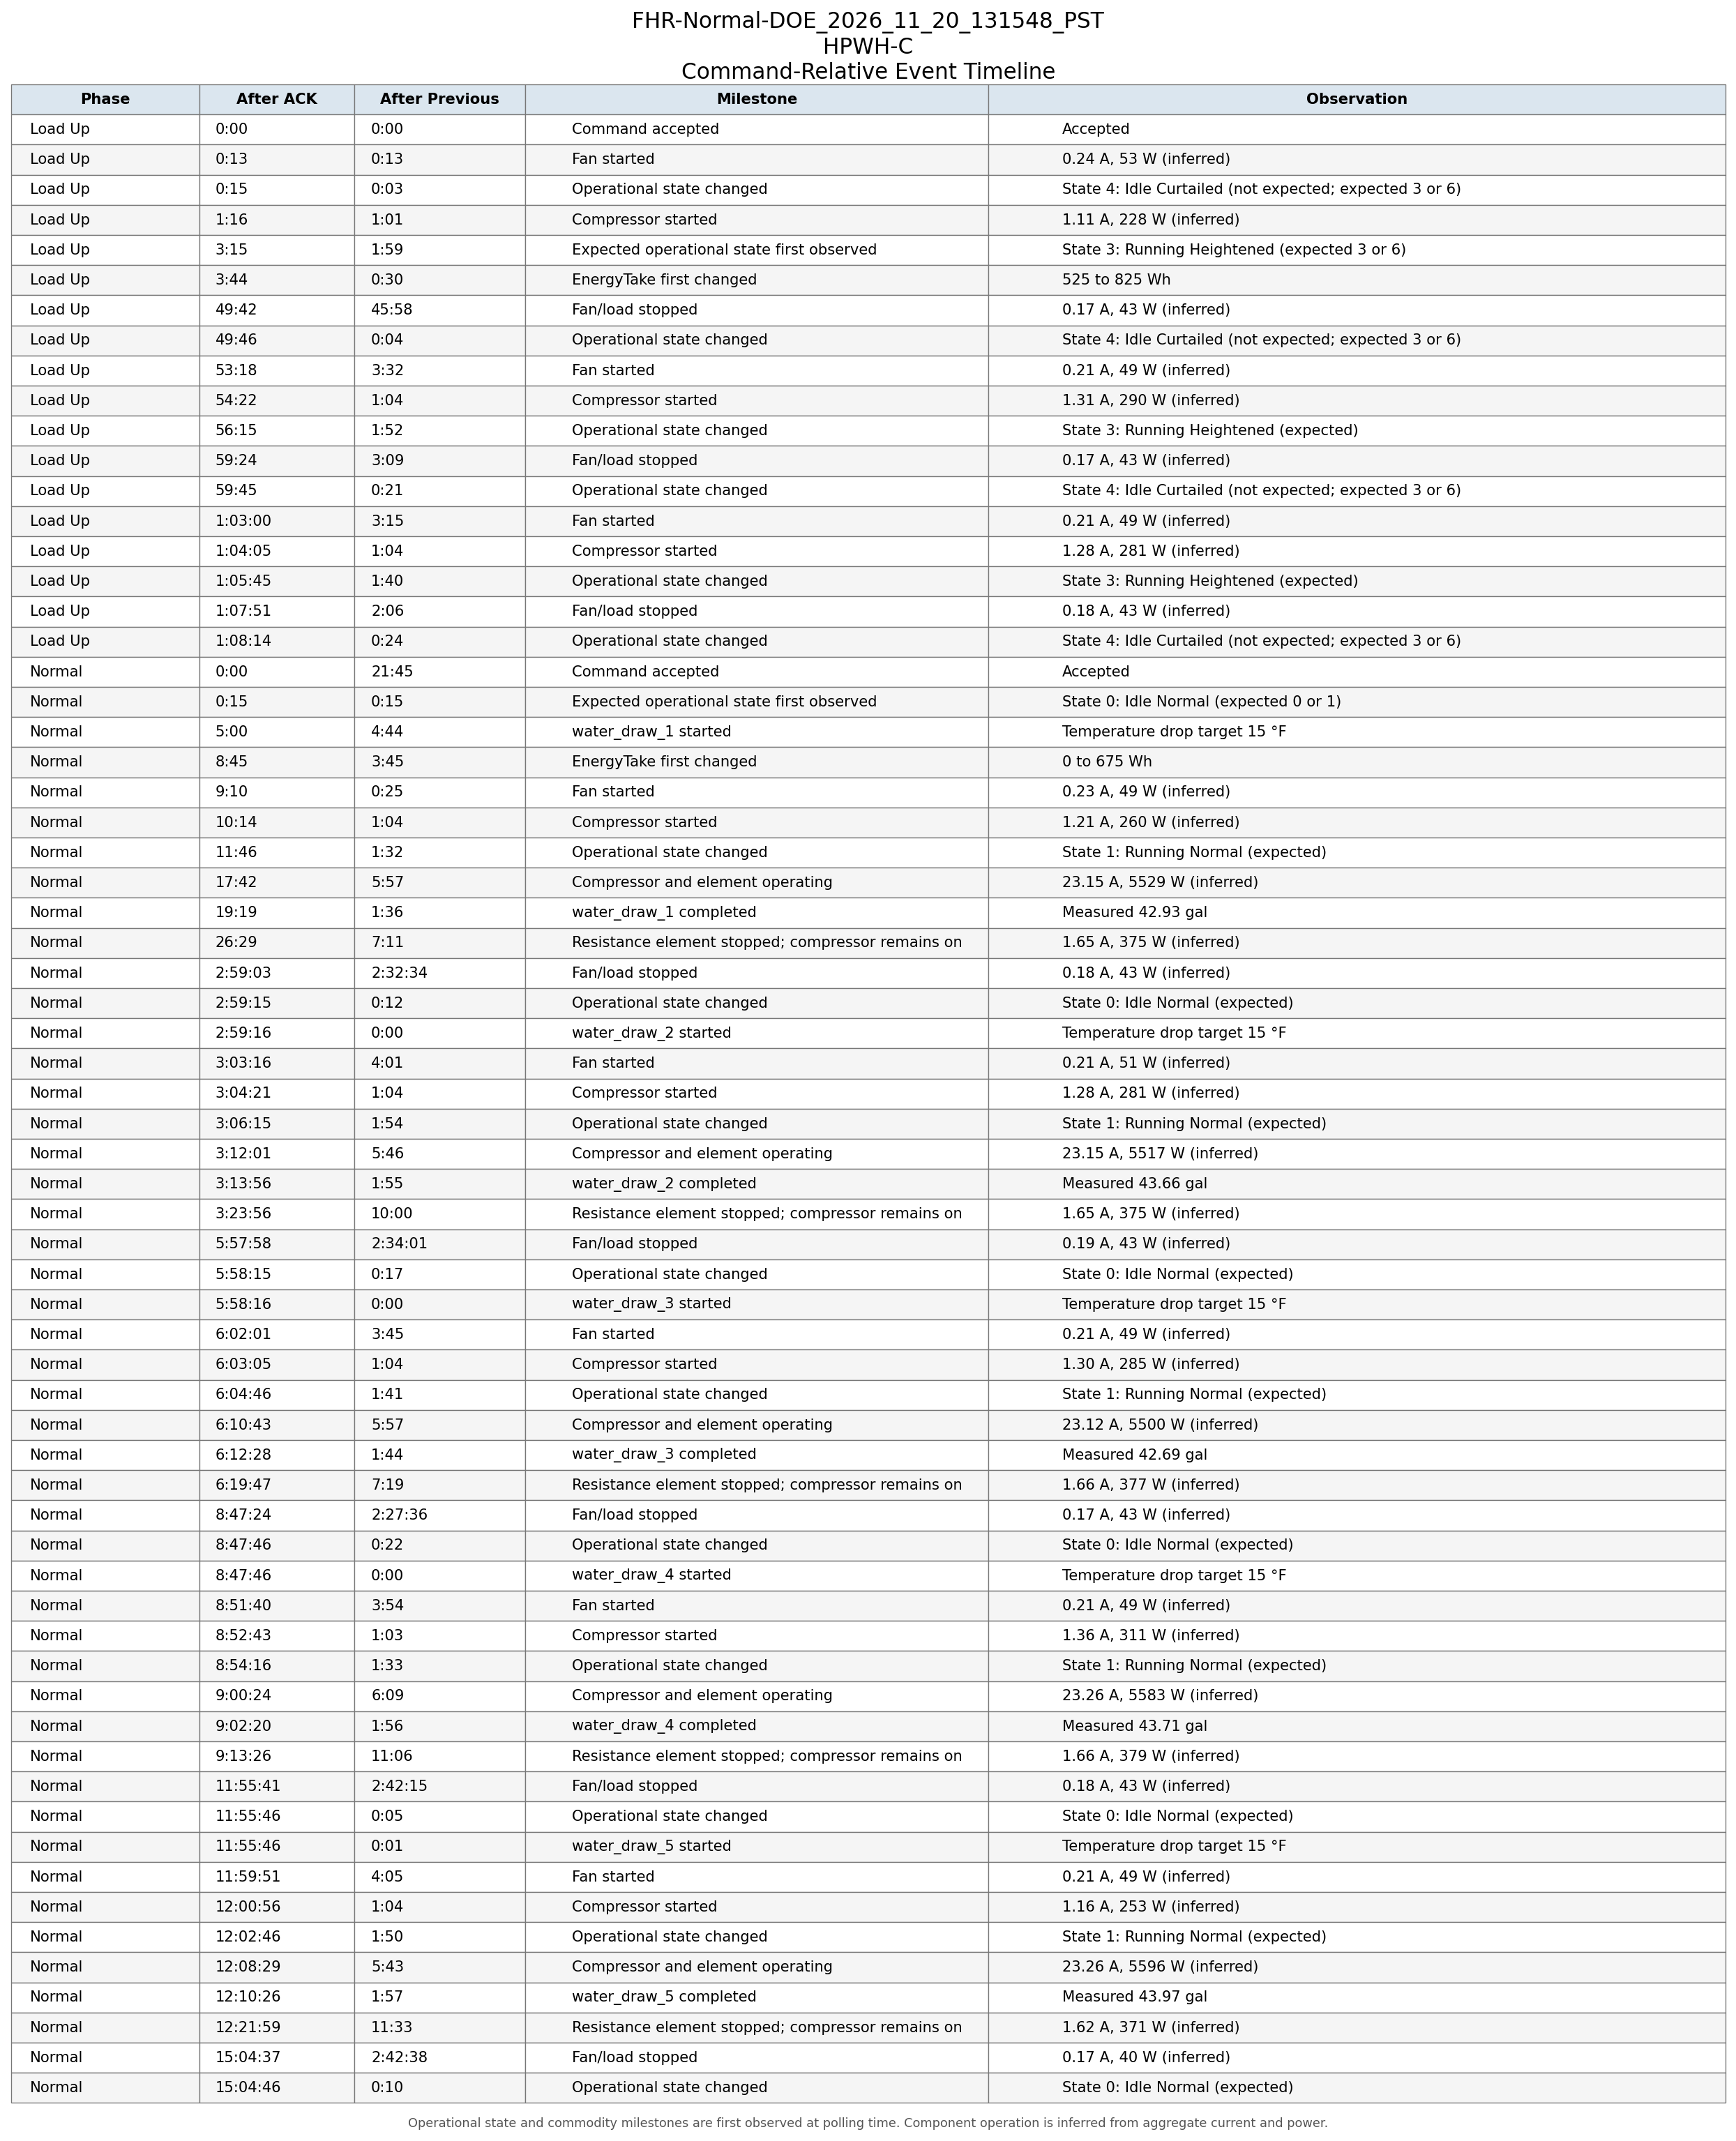 FHR-Normal-DOE_2026_11_20_131548_PST
HPWH-C
Command-Relative Event Timeline
Phase After ACK After Previous Milestone Observation
Load Up 0:00 0:00 Command accepted Accepted
Load Up 0:13 0:13 Fan started 0.24 A, 53 W (inferred)
Load Up 0:15 0:03 Operational state changed State 4: Idle Curtailed (not expected; expected 3 or 6)
Load Up 1:16 1:01 Compressor started 1.11 A, 228 W (inferred)
Load Up 3:15 1:59 Expected operational state first observed State 3: Running Heightened (expected 3 or 6)
Load Up 3:44 0:30 EnergyTake first changed 525 to 825 Wh
Load Up 49:42 45:58 Fan/load stopped 0.17 A, 43 W (inferred)
Load Up 49:46 0:04 Operational state changed State 4: Idle Curtailed (not expected; expected 3 or 6)
Load Up 53:18 3:32 Fan started 0.21 A, 49 W (inferred)
Load Up 54:22 1:04 Compressor started 1.31 A, 290 W (inferred)
Load Up 56:15 1:52 Operational state changed State 3: Running Heightened (expected)
Load Up 59:24 3:09 Fan/load stopped 0.17 A, 43 W (inferred)
Load Up 59:45 0:21 Operational state changed State 4: Idle Curtailed (not expected; expected 3 or 6)
Load Up 1:03:00 3:15 Fan started 0.21 A, 49 W (inferred)
Load Up 1:04:05 1:04 Compressor started 1.28 A, 281 W (inferred)
Load Up 1:05:45 1:40 Operational state changed State 3: Running Heightened (expected)
Load Up 1:07:51 2:06 Fan/load stopped 0.18 A, 43 W (inferred)
Load Up 1:08:14 0:24 Operational state changed State 4: Idle Curtailed (not expected; expected 3 or 6)
Normal 0:00 21:45 Command accepted Accepted
Normal 0:15 0:15 Expected operational state first observed State 0: Idle Normal (expected 0 or 1)
Normal 5:00 4:44 water_draw_1 started Temperature drop target 15 °F
Normal 8:45 3:45 EnergyTake first changed 0 to 675 Wh
Normal 9:10 0:25 Fan started 0.23 A, 49 W (inferred)
Normal 10:14 1:04 Compressor started 1.21 A, 260 W (inferred)
Normal 11:46 1:32 Operational state changed State 1: Running Normal (expected)
Normal 17:42 5:57 Compressor and element operating 23.15 A, 5529 W (inferred)
Normal 19:19 1:36 water_draw_1 completed Measured 42.93 gal
Normal 26:29 7:11 Resistance element stopped; compressor remains on 1.65 A, 375 W (inferred)
Normal 2:59:03 2:32:34 Fan/load stopped 0.18 A, 43 W (inferred)
Normal 2:59:15 0:12 Operational state changed State 0: Idle Normal (expected)
Normal 2:59:16 0:00 water_draw_2 started Temperature drop target 15 °F
Normal 3:03:16 4:01 Fan started 0.21 A, 51 W (inferred)
Normal 3:04:21 1:04 Compressor started 1.28 A, 281 W (inferred)
Normal 3:06:15 1:54 Operational state changed State 1: Running Normal (expected)
Normal 3:12:01 5:46 Compressor and element operating 23.15 A, 5517 W (inferred)
Normal 3:13:56 1:55 water_draw_2 completed Measured 43.66 gal
Normal 3:23:56 10:00 Resistance element stopped; compressor remains on 1.65 A, 375 W (inferred)
Normal 5:57:58 2:34:01 Fan/load stopped 0.19 A, 43 W (inferred)
Normal 5:58:15 0:17 Operational state changed State 0: Idle Normal (expected)
Normal 5:58:16 0:00 water_draw_3 started Temperature drop target 15 °F
Normal 6:02:01 3:45 Fan started 0.21 A, 49 W (inferred)
Normal 6:03:05 1:04 Compressor started 1.30 A, 285 W (inferred)
Normal 6:04:46 1:41 Operational state changed State 1: Running Normal (expected)
Normal 6:10:43 5:57 Compressor and element operating 23.12 A, 5500 W (inferred)
Normal 6:12:28 1:44 water_draw_3 completed Measured 42.69 gal
Normal 6:19:47 7:19 Resistance element stopped; compressor remains on 1.66 A, 377 W (inferred)
Normal 8:47:24 2:27:36 Fan/load stopped 0.17 A, 43 W (inferred)
Normal 8:47:46 0:22 Operational state changed State 0: Idle Normal (expected)
Normal 8:47:46 0:00 water_draw_4 started Temperature drop target 15 °F
Normal 8:51:40 3:54 Fan started 0.21 A, 49 W (inferred)
Normal 8:52:43 1:03 Compressor started 1.36 A, 311 W (inferred)
Normal 8:54:16 1:33 Operational state changed State 1: Running Normal (expected)
Normal 9:00:24 6:09 Compressor and element operating 23.26 A, 5583 W (inferred)
Normal 9:02:20 1:56 water_draw_4 completed Measured 43.71 gal
Normal 9:13:26 11:06 Resistance element stopped; compressor remains on 1.66 A, 379 W (inferred)
Normal 11:55:41 2:42:15 Fan/load stopped 0.18 A, 43 W (inferred)
Normal 11:55:46 0:05 Operational state changed State 0: Idle Normal (expected)
Normal 11:55:46 0:01 water_draw_5 started Temperature drop target 15 °F
Normal 11:59:51 4:05 Fan started 0.21 A, 49 W (inferred)
Normal 12:00:56 1:04 Compressor started 1.16 A, 253 W (inferred)
Normal 12:02:46 1:50 Operational state changed State 1: Running Normal (expected)
Normal 12:08:29 5:43 Compressor and element operating 23.26 A, 5596 W (inferred)
Normal 12:10:26 1:57 water_draw_5 completed Measured 43.97 gal
Normal 12:21:59 11:33 Resistance element stopped; compressor remains on 1.62 A, 371 W (inferred)
Normal 15:04:37 2:42:38 Fan/load stopped 0.17 A, 40 W (inferred)
Normal 15:04:46 0:10 Operational state changed State 0: Idle Normal (expected)
Operational state and commodity milestones are first observed at polling time. Component operation is inferred from aggregate current and power.